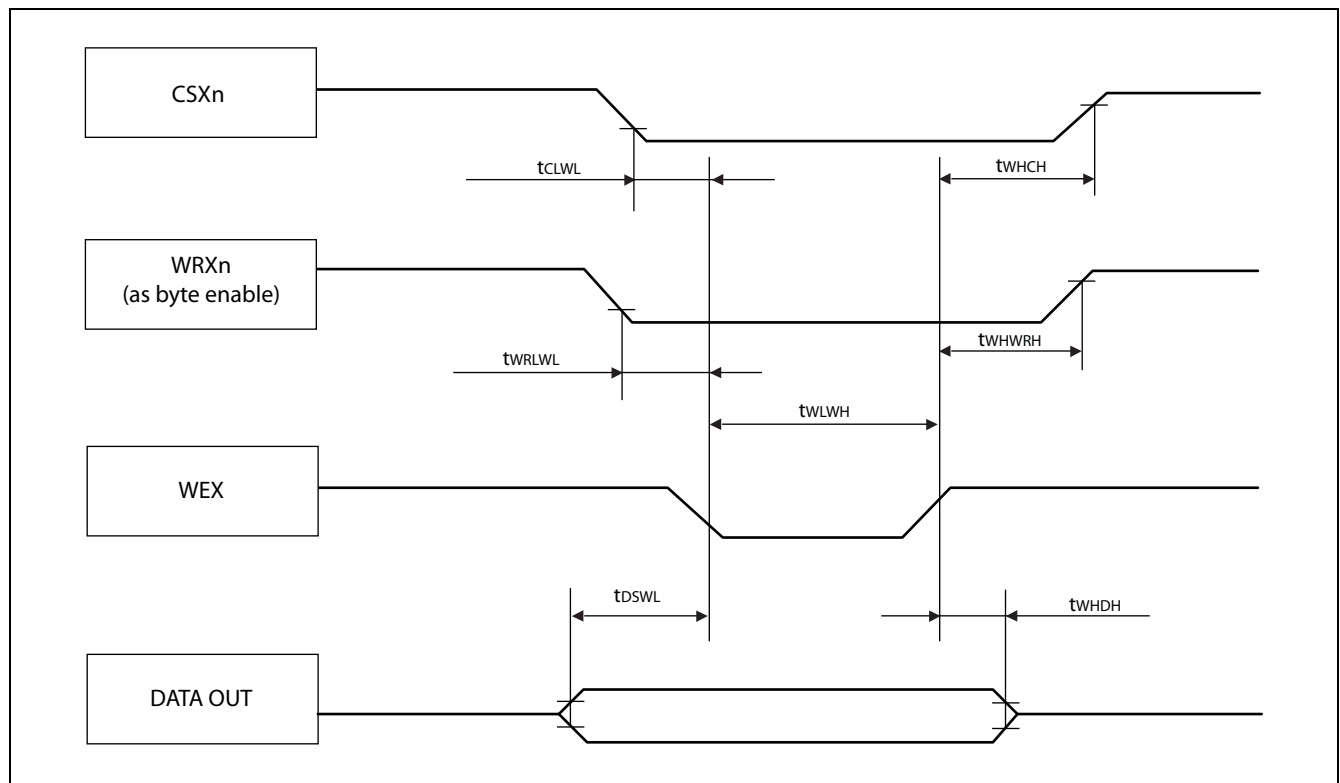 CSXn
tCLWL
tWHCH
WRXn
(as byte enable)
tWRLWL
tWHWRH
tWLWH
WEX
tDSWL
tWHDH
DATA OUT